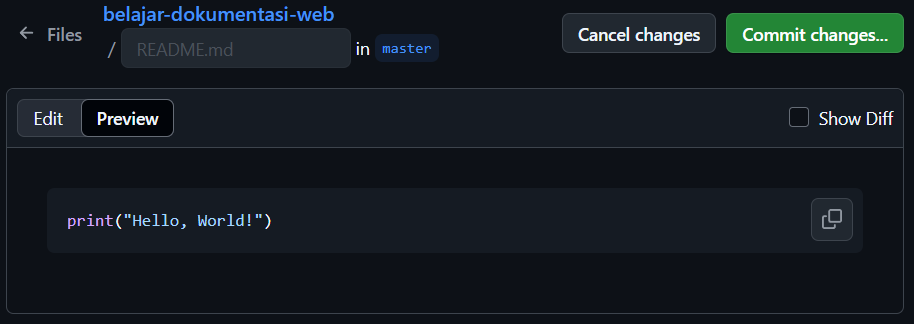 belajar-dokumentasi-web
← Files / README.md in master
Cancel changes
Commit changes...
Edit
Preview
Show Diff
print("Hello, World!")